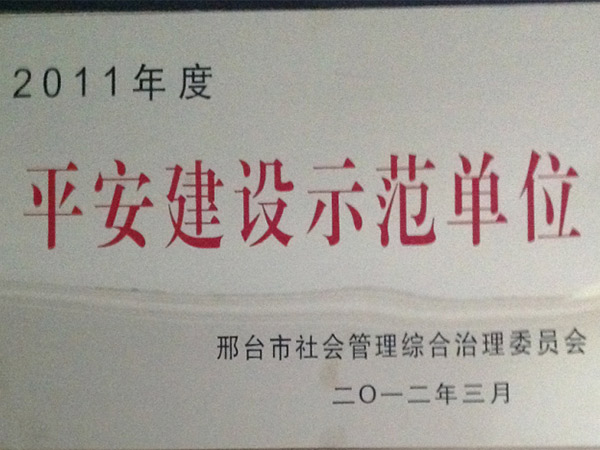 2011年度
平安建设示范单位
邢台市社会管理综合治理委员会
二〇一二年三月